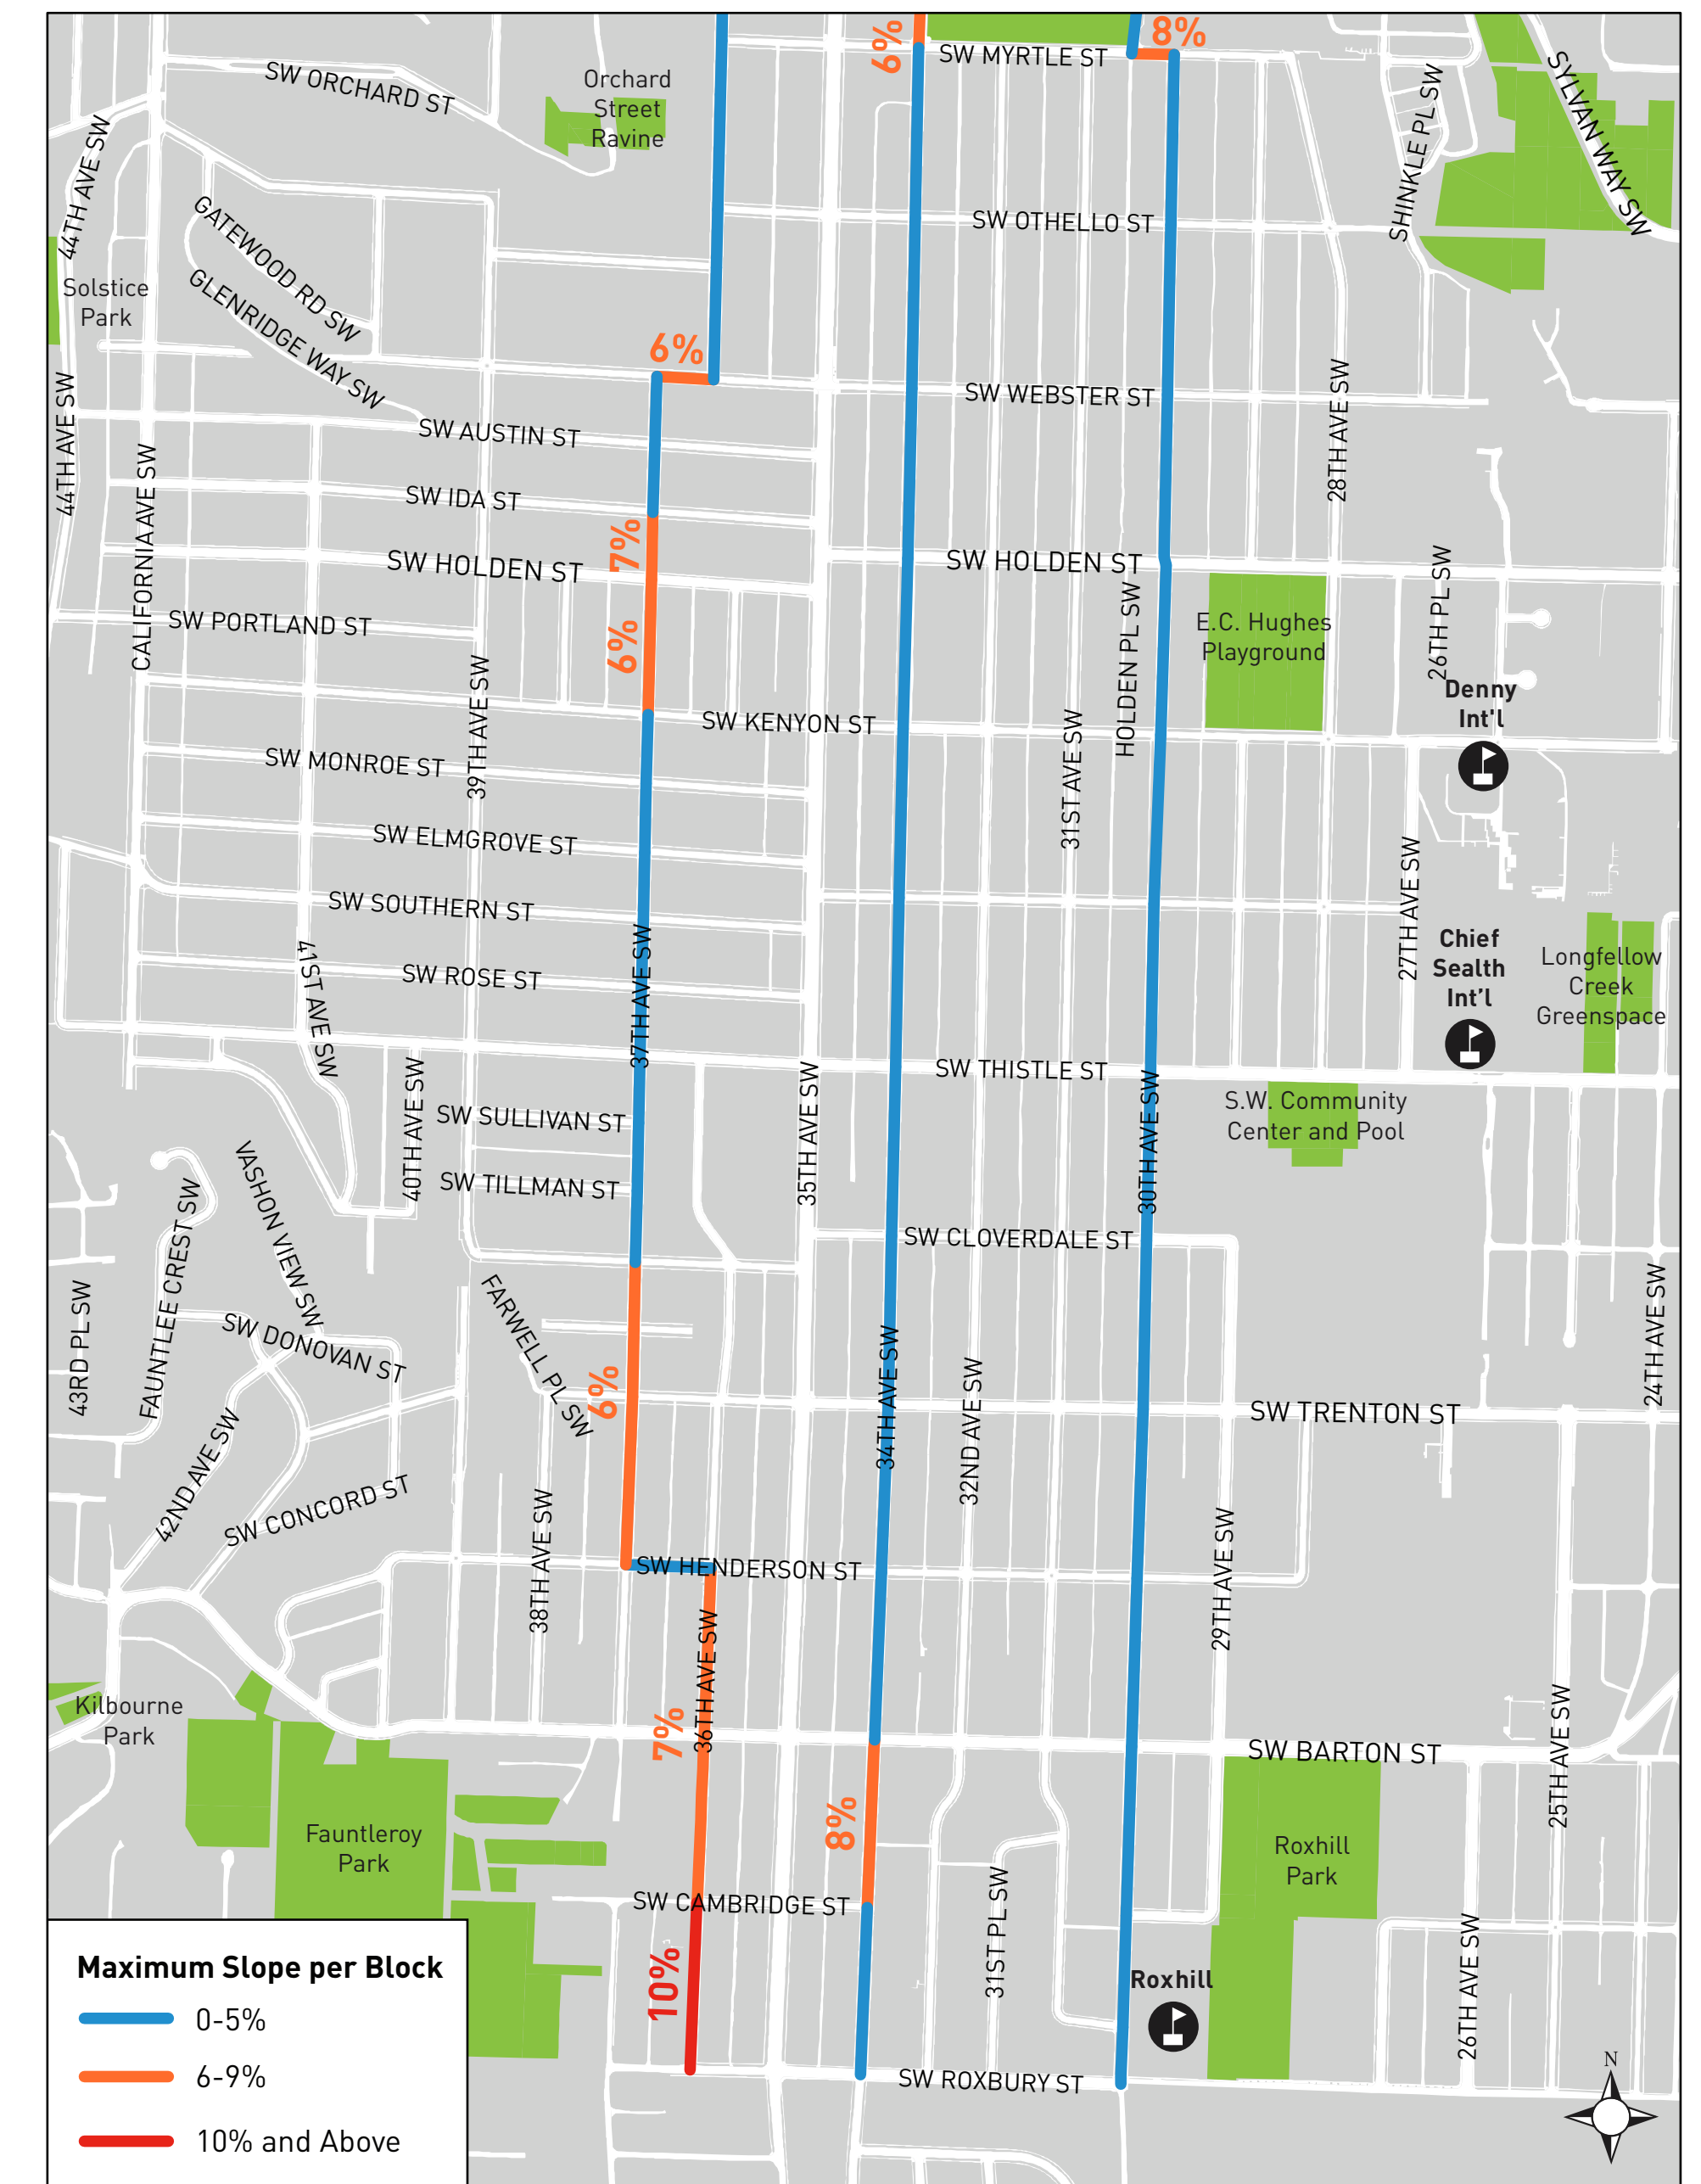 8%
6%
SW MYRTLE ST
SYLVAN WAY SW
SW ORCHARD ST
Orchard
Street
Ravine
SHINKLE PL SW
44TH AVE SW
GATEWOOD RD SW
SW OTHELLO ST
Solstice
Park
GLENRIDGE WAY SW
6%
SW WEBSTER ST
28TH AVE SW
44TH AVE SW
SW AUSTIN ST
CALIFORNIA AVE SW
SW IDA ST
7%
SW HOLDEN ST
SW HOLDEN ST
26TH PL SW
HOLDEN PL SW
SW PORTLAND ST
6%
E.C. Hughes
Playground
39TH AVE SW
Denny
Int'l
SW KENYON ST
31ST AVE SW
SW MONROE ST
SW ELMGROVE ST
27TH AVE SW
SW SOUTHERN ST
37TH AVE SW
41ST AVE SW
Chief
Sealth
Int’l
Longfellow
Creek
Greenspace
SW ROSE ST
SW THISTLE ST
40TH AVE SW
35TH AVE SW
30TH AVE SW
SW SULLIVAN ST
S.W. Community
Center and Pool
VASHON VIEW SW
FAUNTLEE CREST SW
SW TILLMAN ST
SW CLOVERDALE ST
24TH AVE SW
43RD PL SW
FARWELL PL SW
SW DONOVAN ST
34TH AVE SW
32ND AVE SW
6%
SW TRENTON ST
42ND AVE SW
SW CONCORD ST
38TH AVE SW
29TH AVE SW
SW HENDERSON ST
36TH AVE SW
Kilbourne
Park
7%
25TH AVE SW
SW BARTON ST
8%
Fauntleroy
Park
Roxhill
Park
SW CAMBRIDGE ST
31ST PL SW
26TH AVE SW
10%
Roxhill
SW ROXBURY ST
N
Maximum Slope per Block
0-5%
6-9%
10% and Above